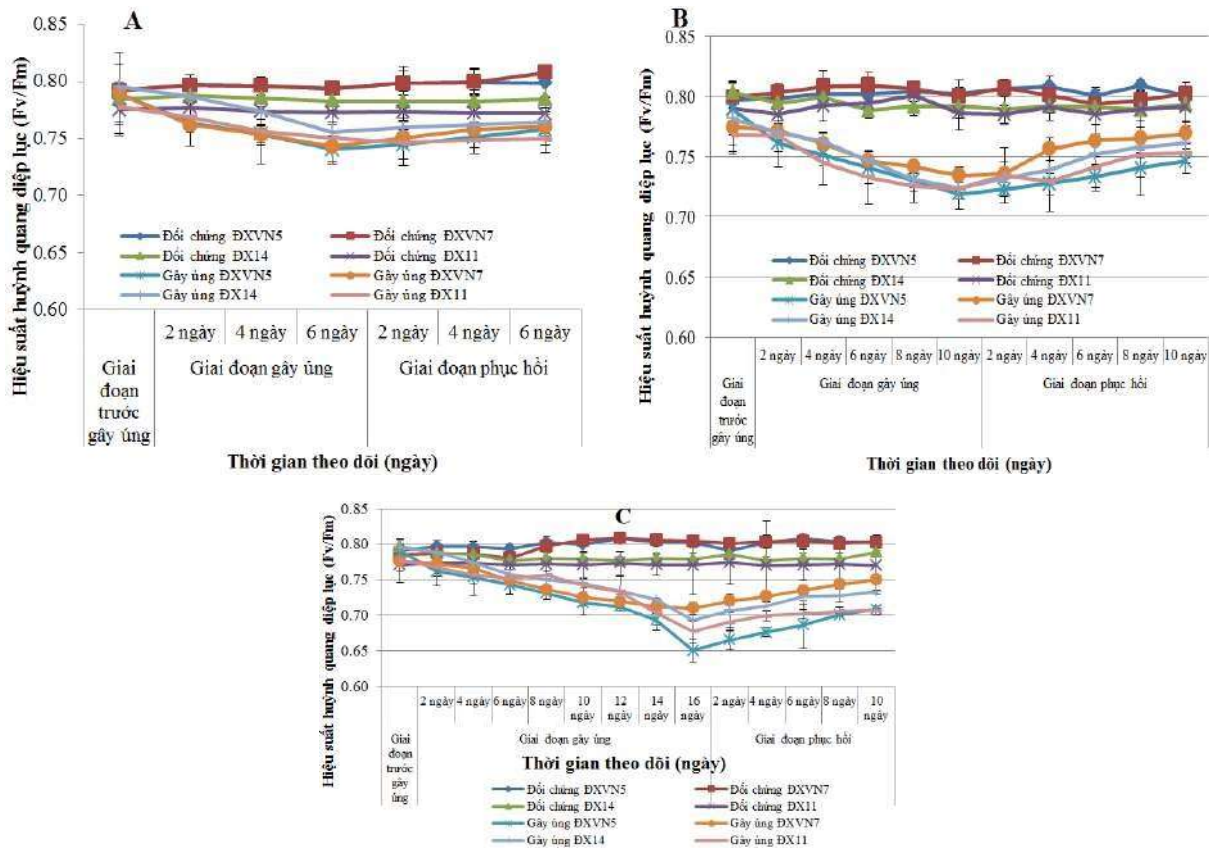 A
Hiệu suất huỳnh quang diệp lục (Fv/Fm)
0.85
0.80
0.75
0.70
0.65
0.60
Đối chứng ĐXVN5
Đối chứng ĐXVN7
Đối chứng ĐX14
Đối chứng ĐX11
Gây úng ĐXVN5
Gây úng ĐXVN7
Gây úng ĐX14
Gây úng ĐX11
2 ngày 4 ngày 6 ngày 2 ngày 4 ngày 6 ngày
Giai đoạn trước gây úng
Giai đoạn gây úng
Giai đoạn phục hồi
Thời gian theo dõi (ngày)
B
Hiệu suất huỳnh quang diệp lục (Fv/Fm)
0.85
0.80
0.75
0.70
0.65
0.60
Đối chứng ĐXVN5
Đối chứng ĐXVN7
Đối chứng ĐX14
Đối chứng ĐX11
Gây úng ĐXVN5
Gây úng ĐXVN7
Gây úng ĐX14
Gây úng ĐX11
2 ngày 4 ngày 6 ngày 8 ngày 10 ngày 2 ngày 4 ngày 6 ngày 8 ngày 10 ngày
Giai đoạn trước gây úng
Giai đoạn gây úng
Giai đoạn phục hồi
Thời gian theo dõi (ngày)
C
Hiệu suất huỳnh quang diệp lục (Fv/Fm)
0.85
0.80
0.75
0.70
0.65
0.60
2 ngày 4 ngày 6 ngày 8 ngày 10 ngày 12 ngày 14 ngày 16 ngày 2 ngày 4 ngày 6 ngày 8 ngày 10 ngày
Giai đoạn trước gây úng
Giai đoạn gây úng
Giai đoạn phục hồi
Thời gian theo dõi (ngày)
Đối chứng ĐXVN5
Đối chứng ĐXVN7
Đối chứng ĐX14
Đối chứng ĐX11
Gây úng ĐXVN5
Gây úng ĐXVN7
Gây úng ĐX14
Gây úng ĐX11